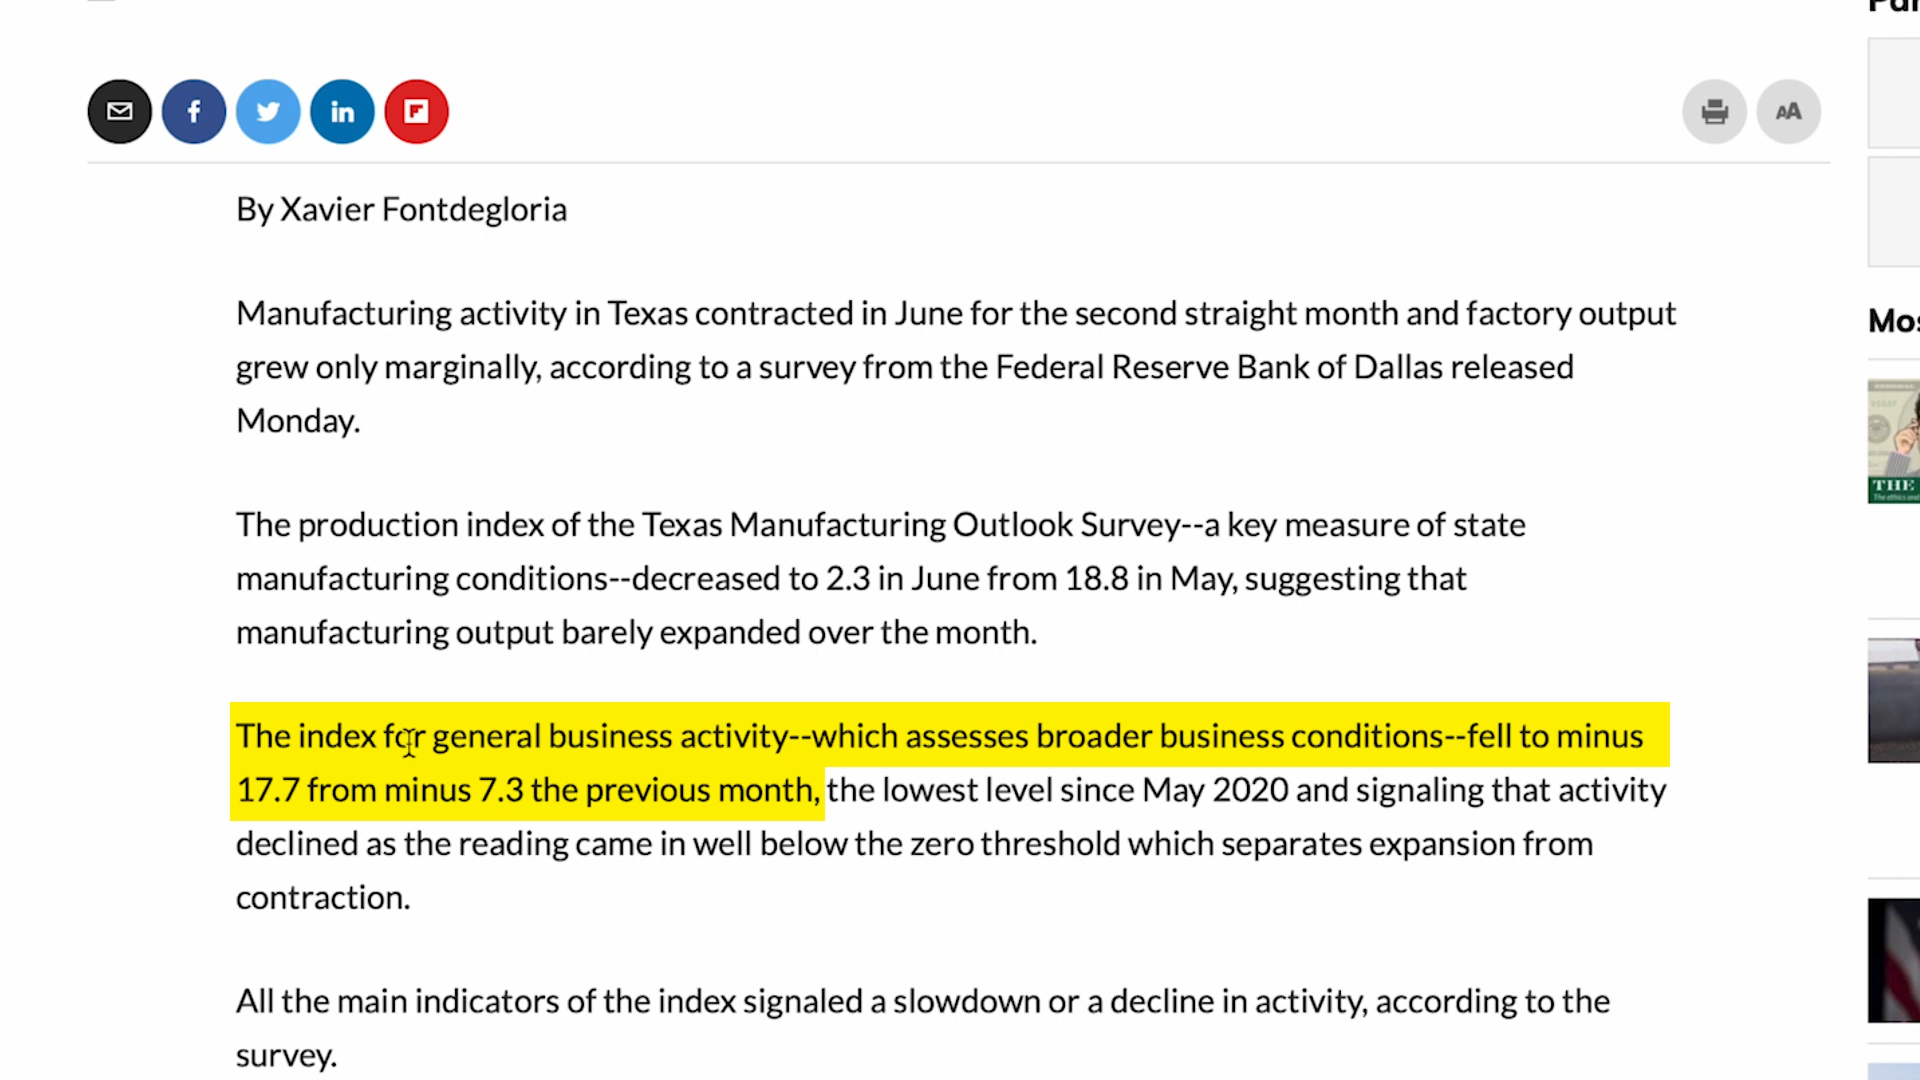 Par
f
in
AA
By Xavier Fontdegloria
Manufacturing activity in Texas contracted in June for the second straight month and factory output
grew only marginally, according to a survey from the Federal Reserve Bank of Dallas released
Monday.
The production index of the Texas Manufacturing Outlook Survey--a key measure of state
manufacturing conditions--decreased to 2.3 in June from 18.8 in May, suggesting that
manufacturing output barely expanded over the month.
The index for general business activity--which assesses broader business conditions--fell to minus
17.7 from minus 7.3 the previous month, the lowest level since May 2020 and signaling that activity
declined as the reading came in well below the zero threshold which separates expansion from
contraction.
All the main indicators of the index signaled a slowdown or a decline in activity, according to the
survey.
Mos
THE